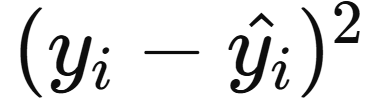 (yᵢ − ŷᵢ)²